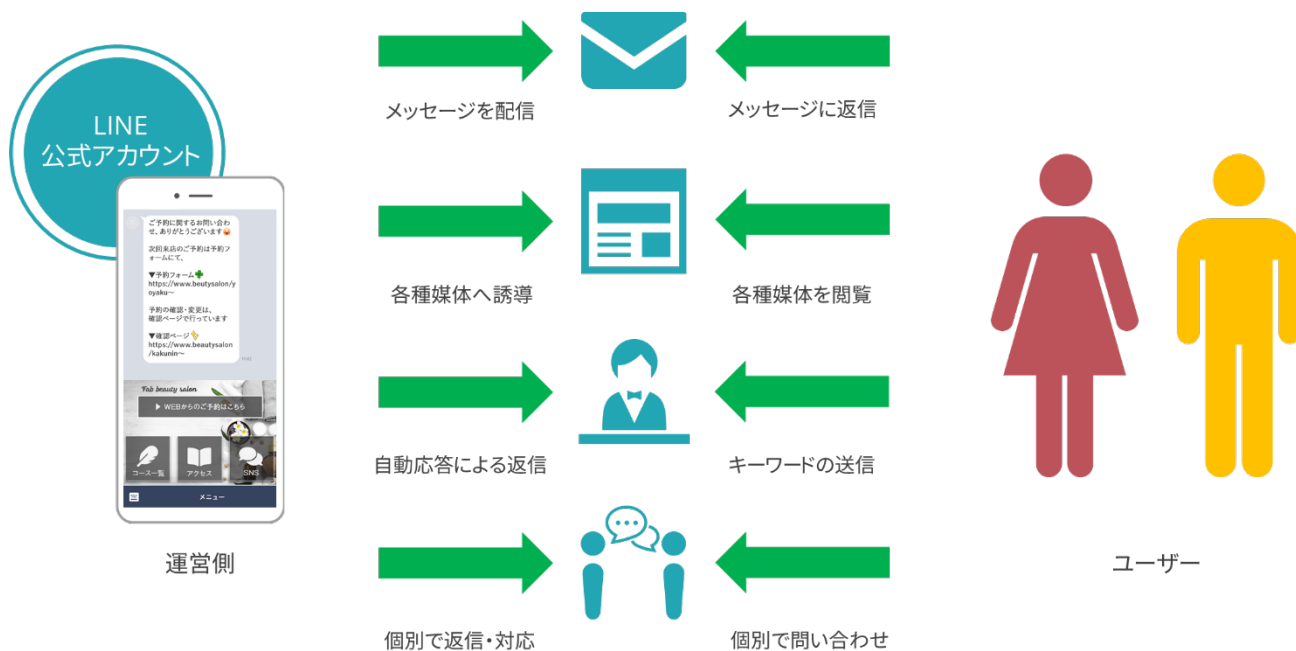 LINE
公式アカウント
ご予約に関するお問い合わ
せ、ありがとうございます
次回来店のご予約は予約フ
ォームにて、
▼予約フォーム
https://www.beutysalon/y
oyaku〜
予約の確認・変更は、
確認ページで行っています
▼確認ページ
https://www.beautysalon
/kakunin〜
Fab beauty salon
▶ WEBからのご予約はこちら
コース一覧
アクセス
SNS
メニュー
運営側
メッセージを配信
メッセージに返信
各種媒体へ誘導
各種媒体を閲覧
自動応答による返信
キーワードの送信
個別で返信・対応
個別で問い合わせ
ユーザー